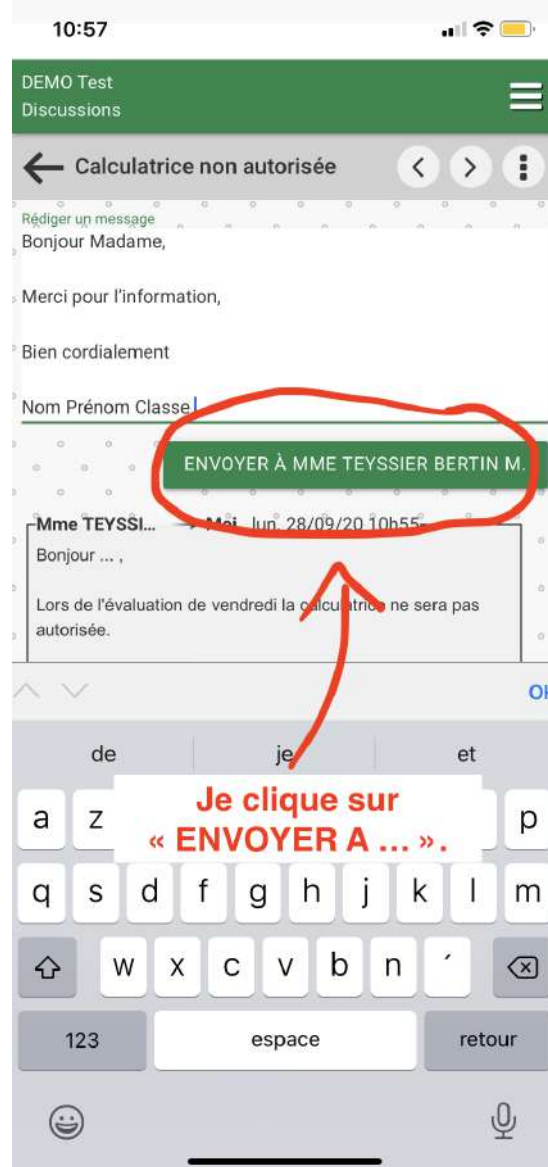 10:57
DEMO Test
Discussions
Calculatrice non autorisée
Rédiger un message
Bonjour Madame,
Merci pour l'information,
Bien cordialement
Nom Prénom Classe
ENVOYER À MME TEYSSIER BERTIN M.
Mme TEYSSI... Moi lun. 28/09/20 10h55
Bonjour ... ,
Lors de l'évaluation de vendredi la calculatrice ne sera pas
autorisée.
OK
de je et
Je clique sur
« ENVOYER A ... ».
a z p
q s d f g h j k l m
w x c v b n ´
123 espace retour